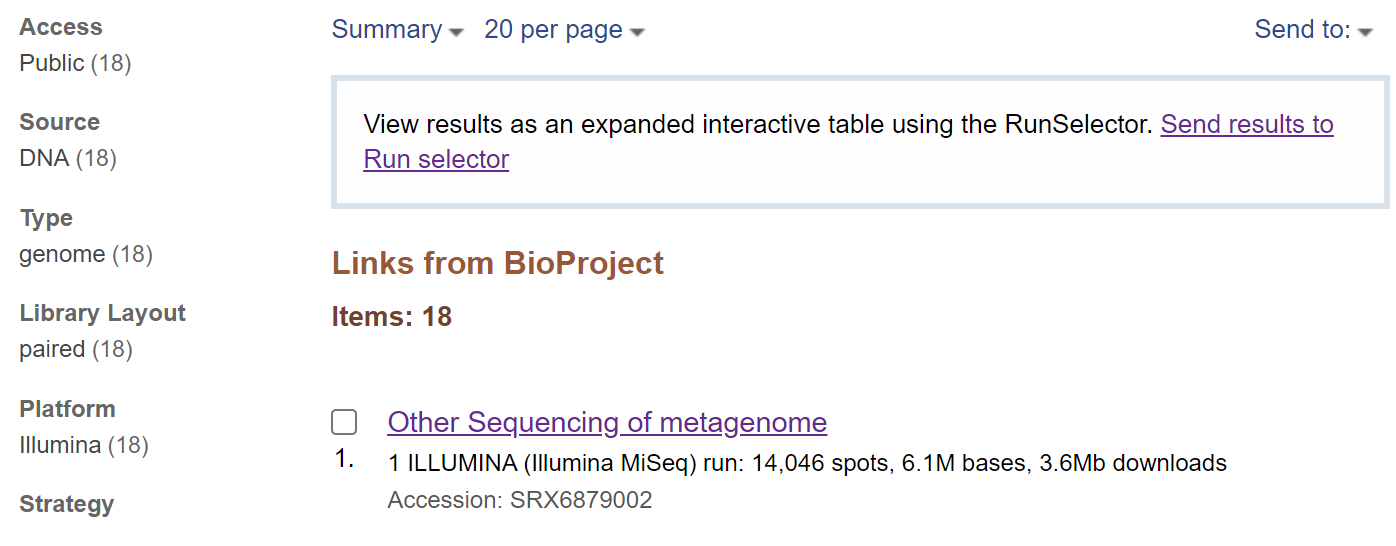 Access
Public (18)
Source
DNA (18)
Type
genome (18)
Library Layout
paired (18)
Platform
Illumina (18)
Strategy
Summary 20 per page Send to:
View results as an expanded interactive table using the RunSelector. Send results to
Run selector
Links from BioProject
Items: 18
Other Sequencing of metagenome
1. 1 ILLUMINA (Illumina MiSeq) run: 14,046 spots, 6.1M bases, 3.6Mb downloads
Accession: SRX6879002